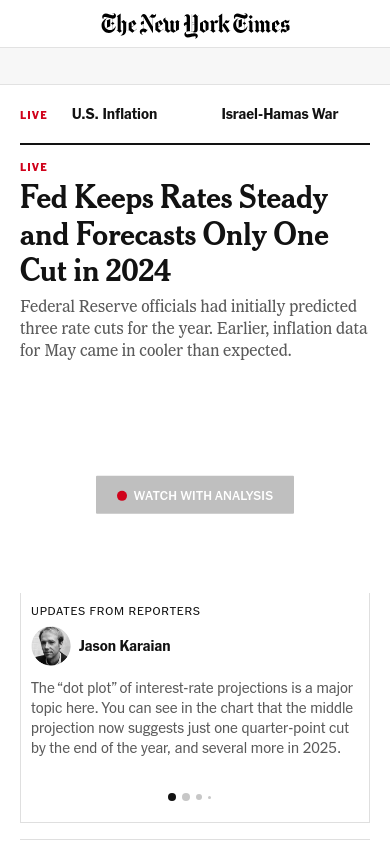 The New York Times
LIVE U.S. Inflation Israel-Hamas War
LIVE
Fed Keeps Rates Steady
and Forecasts Only One
Cut in 2024
Federal Reserve officials had initially predicted
three rate cuts for the year. Earlier, inflation data
for May came in cooler than expected.
WATCH WITH ANALYSIS
UPDATES FROM REPORTERS
Jason Karaian
The “dot plot” of interest-rate projections is a major
topic here. You can see in the chart that the middle
projection now suggests just one quarter-point cut
by the end of the year, and several more in 2025.